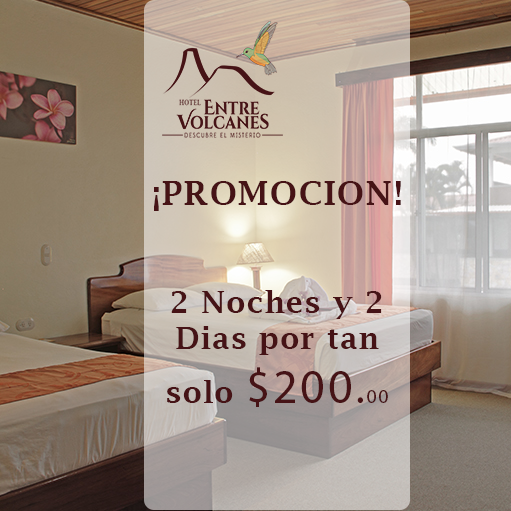 HOTEL ENTRE
VOLCANES
DESCUBRE EL MISTERIO
¡PROMOCION!
2 Noches y 2
Dias por tan
solo $200.00